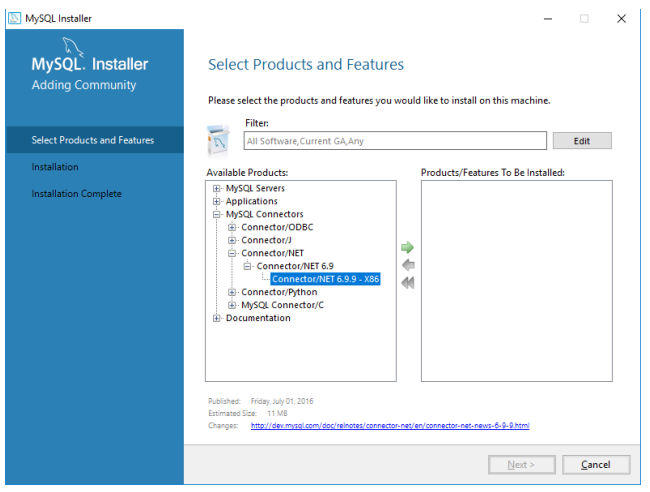 MySQL Installer
MySQL. Installer
Adding Community
Select Products and Features
Installation
Installation Complete
Select Products and Features
Please select the products and features you would like to install on this machine.
Filter:
All Software,Current GA,Any
Edit
Available Products:
MySQL Servers
Applications
MySQL Connectors
Connector/ODBC
Connector/J
Connector/NET
Connector/NET 6.9
Connector/NET 6.9.9 - X86
Connector/Python
MySQL Connector/C
Documentation
Products/Features To Be Installed:
Published: Friday, July 01, 2016
Estimated Size: 11 MB
Changes: http://dev.mysql.com/doc/relnotes/connector-net/en/connector-net-news-6-9-9.html
Next >
Cancel